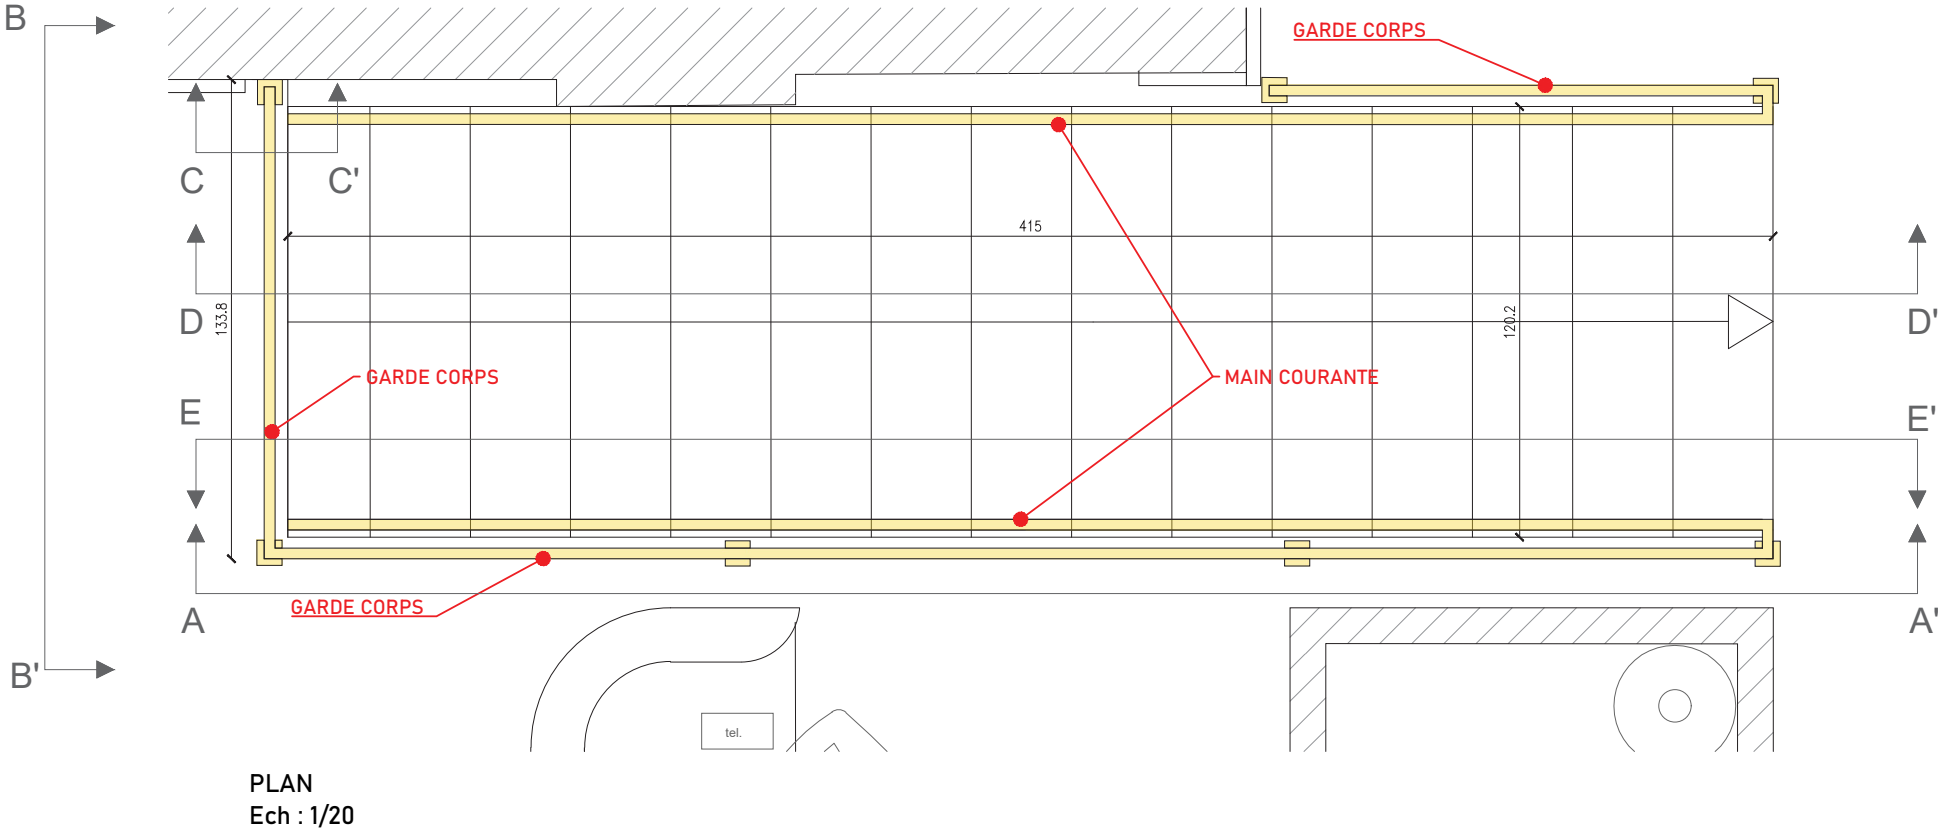 B
GARDE CORPS
C
C'
415
D
133.8
120.2
D'
GARDE CORPS
MAIN COURANTE
E
E'
GARDE CORPS
A
A'
B'
tel.
PLAN
Ech : 1/20